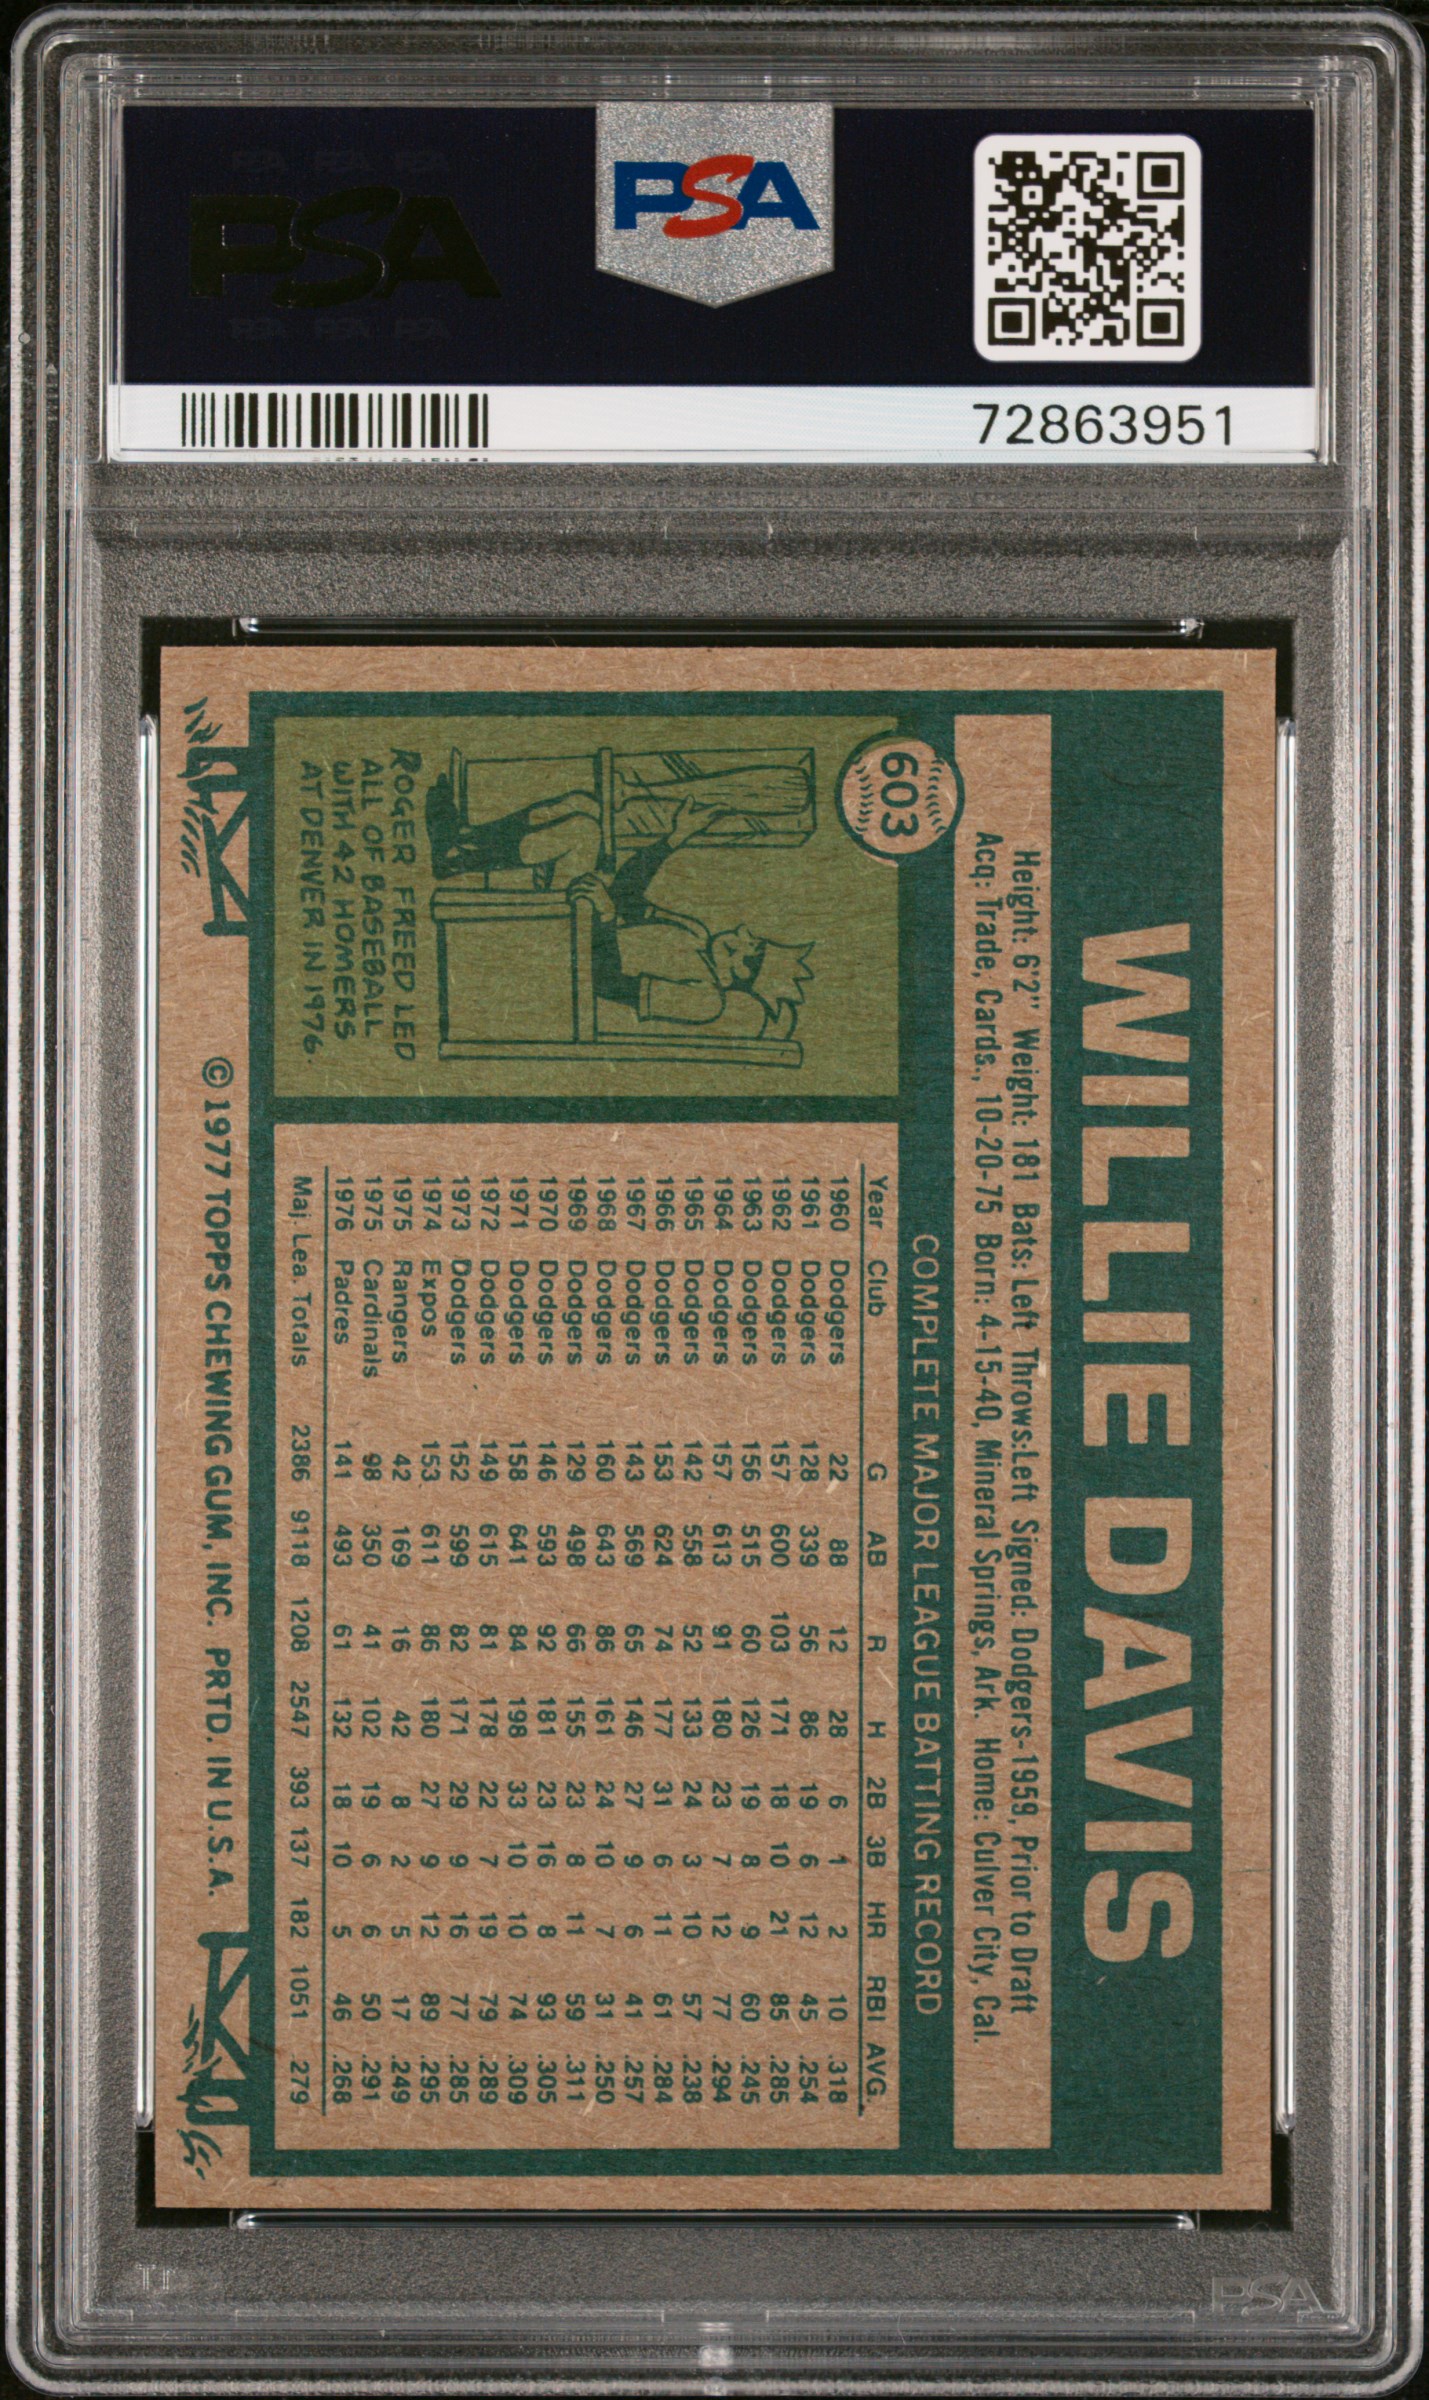 PSA PSA PSA
PSA
PSA PSA PSA
PSA
72863951
WILLIE DAVIS
603
Height: 6'2" Weight: 181 Bats: Left Throws:Left Signed: Dodgers-1959, Prior to Draft
Acq: Trade, Cards., 10-20-75 Born: 4-15-40, Mineral Springs, Ark. Home: Culver City, Cal.
COMPLETE MAJOR LEAGUE BATTING RECORD
Year Club G AB R H 2B 3B HR RBI AVG.
1960 Dodgers 22 88 12 28 6 1 2 10 .318
1961 Dodgers 128 339 56 86 19 6 12 45 .254
1962 Dodgers 157 600 103 171 18 10 21 85 .285
1963 Dodgers 156 515 60 126 19 8 9 60 .245
1964 Dodgers 157 613 91 180 23 7 12 77 .294
1965 Dodgers 142 558 52 133 24 3 10 57 .238
1966 Dodgers 153 624 74 177 31 6 11 61 .284
1967 Dodgers 143 569 65 146 27 9 6 41 .257
1968 Dodgers 160 643 86 161 24 10 7 31 .250
1969 Dodgers 129 498 66 155 23 8 11 59 .311
1970 Dodgers 146 593 92 181 23 16 8 93 .305
1971 Dodgers 158 641 84 198 33 10 10 74 .309
1972 Dodgers 149 615 81 178 22 7 19 79 .289
1973 Dodgers 152 599 82 171 29 9 16 77 .285
1974 Expos 153 611 86 180 27 9 12 89 .295
1975 Rangers 42 169 16 42 8 2 5 17 .249
1975 Cardinals 98 350 41 102 19 6 6 50 .291
1976 Padres 141 493 61 132 18 10 5 46 .268
Maj. Lea. Totals 2386 9118 1208 2547 393 137 182 1051 .279
ROGER FREED LED
ALL OF BASEBALL
WITH 42 HOMERS
AT DENVER IN 1976.
© 1977 TOPPS CHEWING GUM, INC. PRTD. IN U.S.A.
PSA